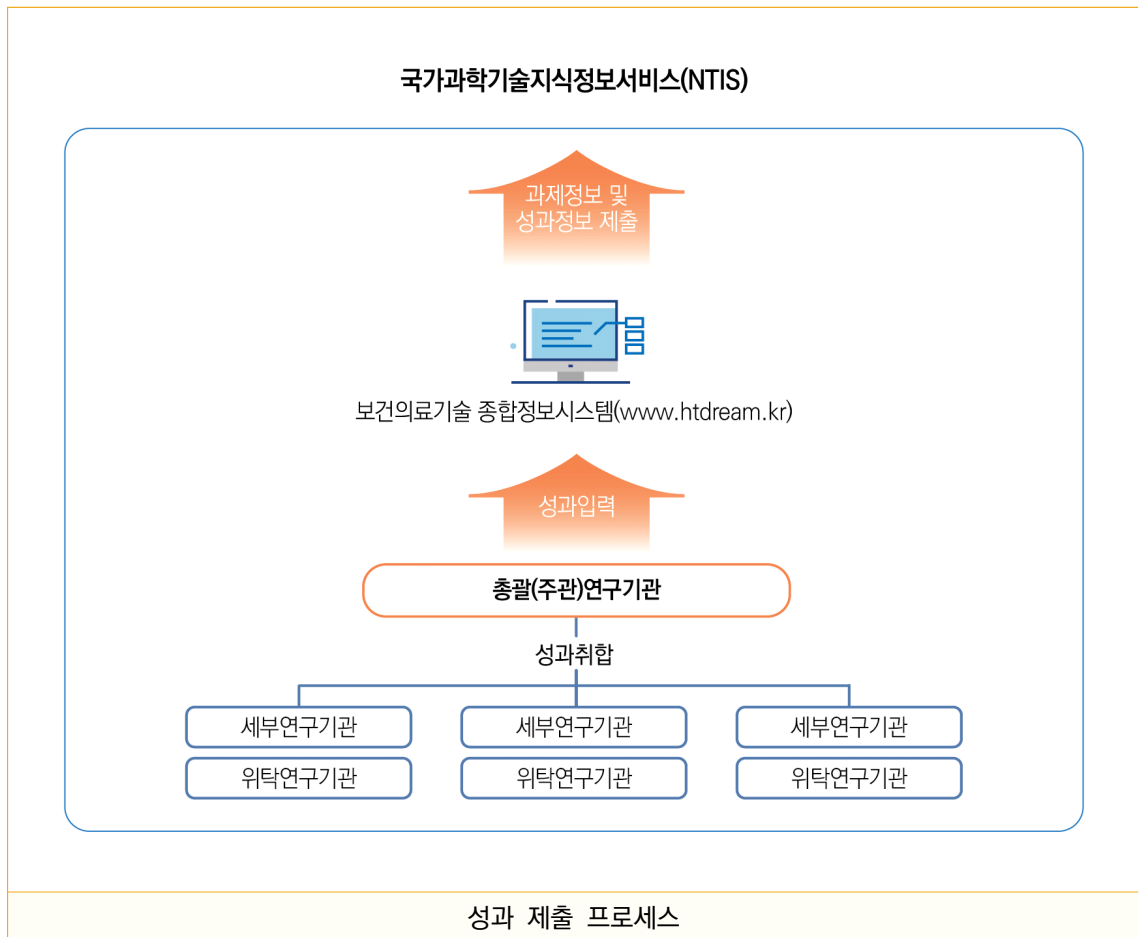 국가과학기술지식정보서비스(NTIS)
과제정보 및
성과정보 제출
보건의료기술 종합정보시스템(www.htdream.kr)
성과입력
총괄(주관)연구기관
성과취합
세부연구기관 세부연구기관 세부연구기관
위탁연구기관 위탁연구기관 위탁연구기관
성과 제출 프로세스